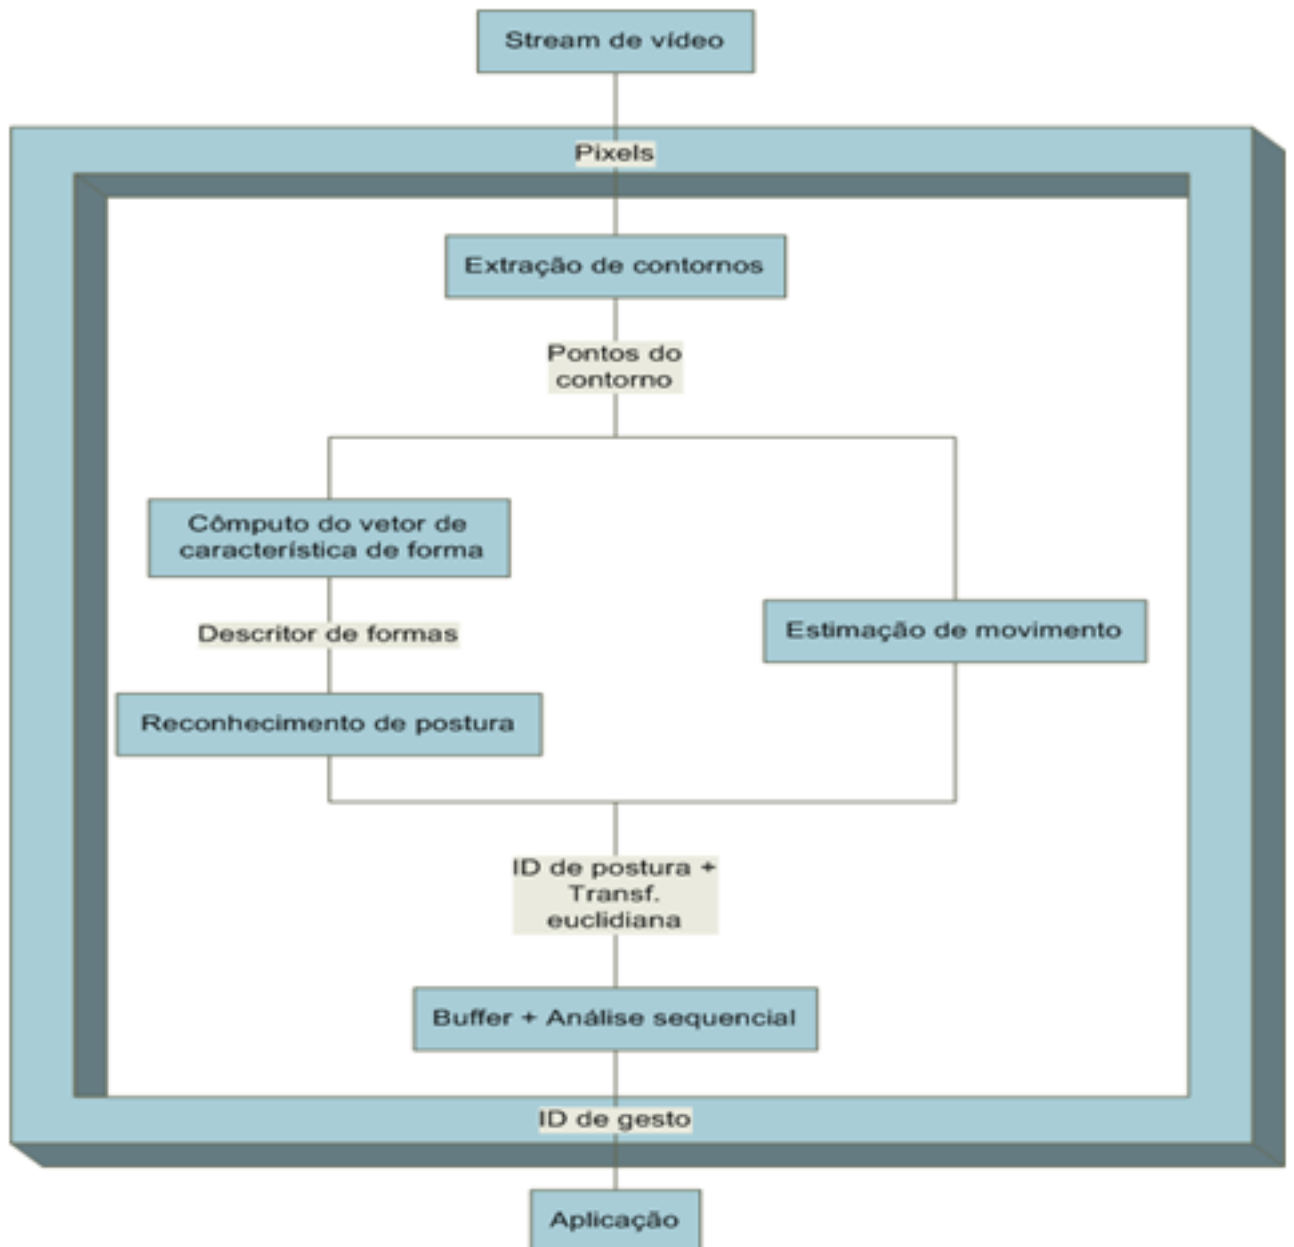 Stream de vídeo
Pixels
Extração de contornos
Pontos do
contorno
Cômputo do vetor de
característica de forma
Descritor de formas
Estimação de movimento
Reconhecimento de postura
ID de postura +
Transf.
euclidiana
Buffer + Análise sequencial
ID de gesto
Aplicação